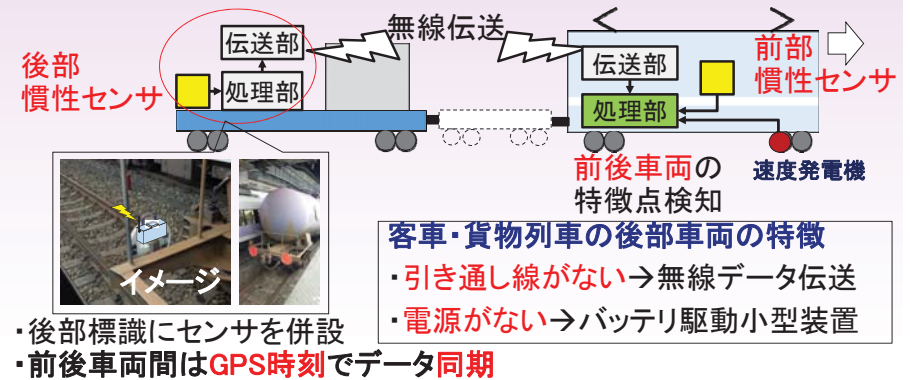 無線伝送
伝送部
処理部
後部
慣性センサ
伝送部
処理部
前部
慣性センサ
速度発電機
前後車両の
特徴点検知
イメージ
客車・貨物列車の後部車両の特徴
・引き通し線がない→無線データ伝送
・電源がない→バッテリ駆動小型装置
・後部標識にセンサを併設
・前後車両間はGPS時刻でデータ同期